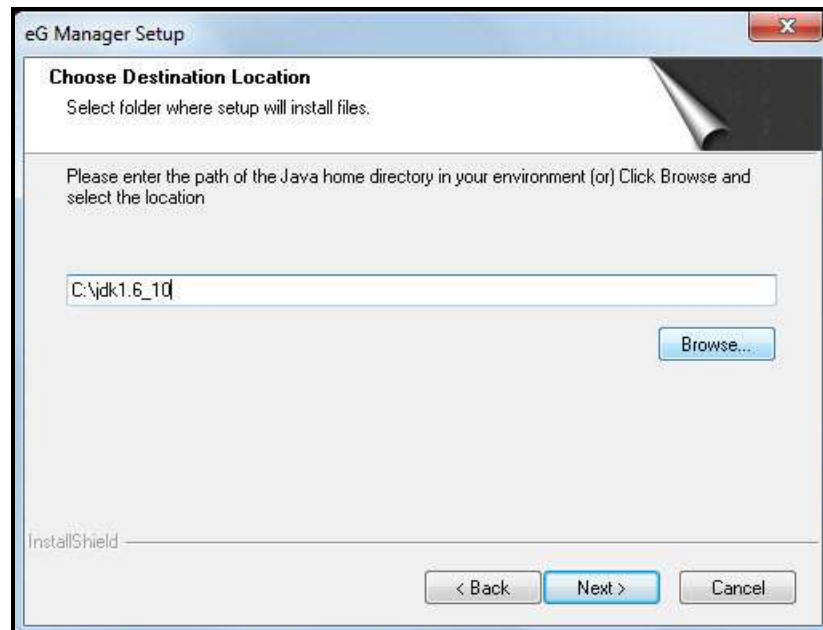 eG Manager Setup
Choose Destination Location
Select folder where setup will install files.
Please enter the path of the Java home directory in your environment (or) Click Browse and
select the location
C:\jdk1.6_10
Browse...
InstallShield
< Back
Next >
Cancel